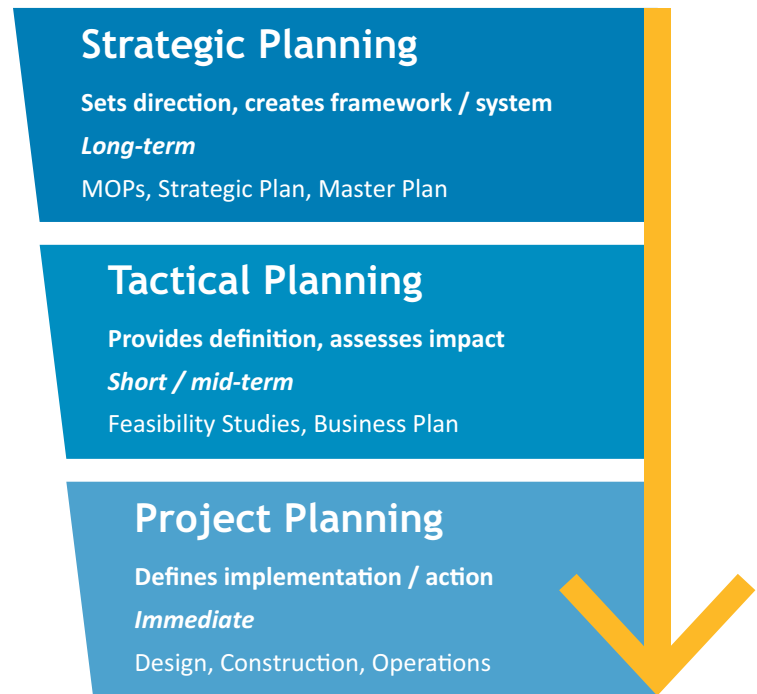 Strategic Planning
Sets direction, creates framework / system
Long-term
MOPs, Strategic Plan, Master Plan
Tactical Planning
Provides definition, assesses impact
Short / mid-term
Feasibility Studies, Business Plan
Project Planning
Defines implementation / action
Immediate
Design, Construction, Operations